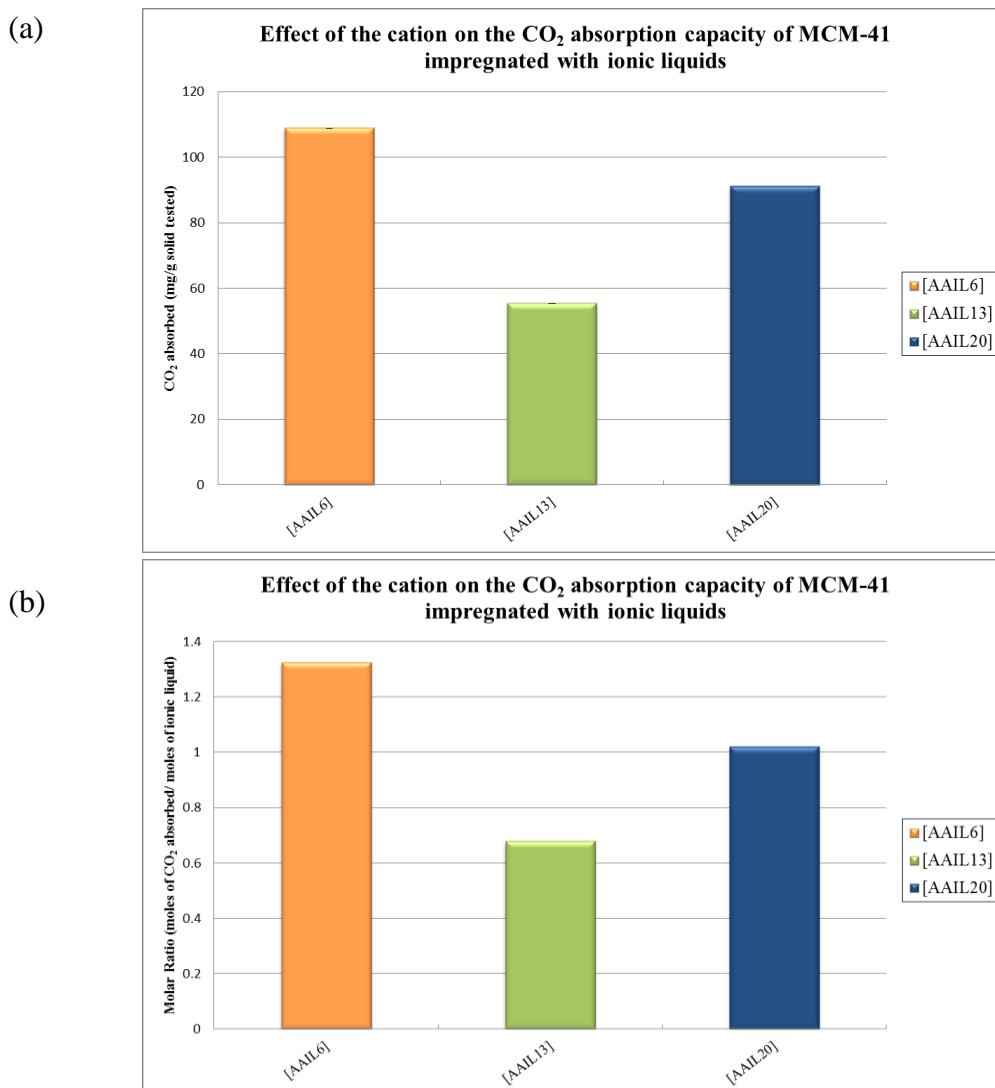 (a)
Effect of the cation on the CO₂ absorption capacity of MCM-41
impregnated with ionic liquids
CO₂ absorbed (mg/g solid tested)
120
100
80
60
40
20
0
[AAIL6]
[AAIL13]
[AAIL20]
[AAIL6]
[AAIL13]
[AAIL20]
(b)
Effect of the cation on the CO₂ absorption capacity of MCM-41
impregnated with ionic liquids
Molar Ratio (moles of CO₂ absorbed/ moles of ionic liquid)
1.4
1.2
1
0.8
0.6
0.4
0.2
0
[AAIL6]
[AAIL13]
[AAIL20]
[AAIL6]
[AAIL13]
[AAIL20]